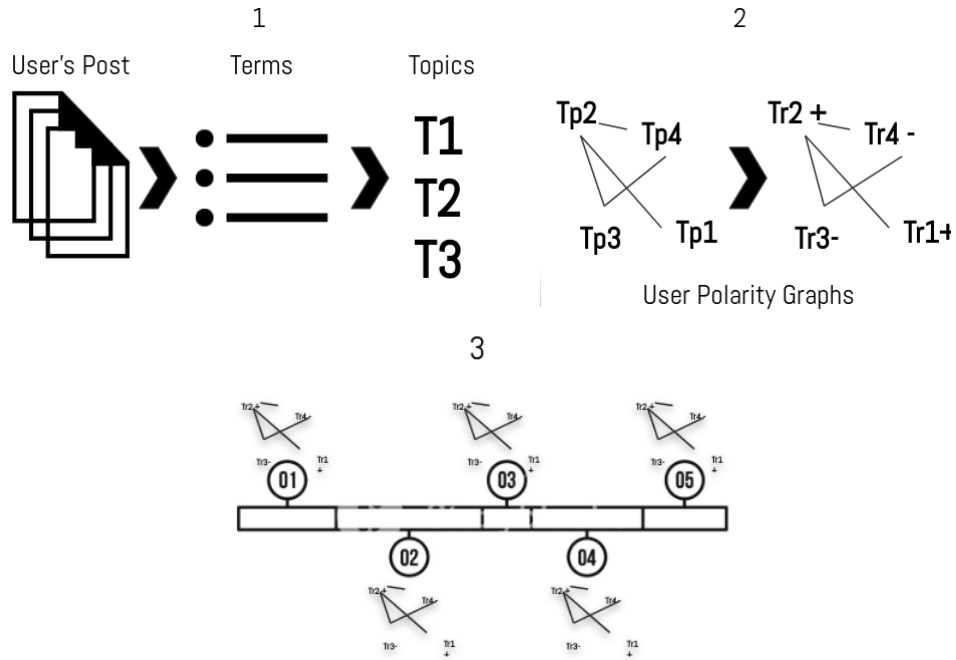 1
2
User's Post
Terms
Topics
T1
T2
T3
Tp2
Tp4
Tp3
Tp1
Tr2 +
Tr4 -
Tr3-
Tr1+
User Polarity Graphs
3
Tr2 +
Tr4
Tr3-
Tr1
+
01
Tr2 +
Tr4
Tr3-
Tr1
+
03
Tr2 +
Tr4
Tr3-
Tr1
+
05
02
Tr2 +
Tr4
Tr3-
Tr1
+
04
Tr2 +
Tr4
Tr3-
Tr1
+